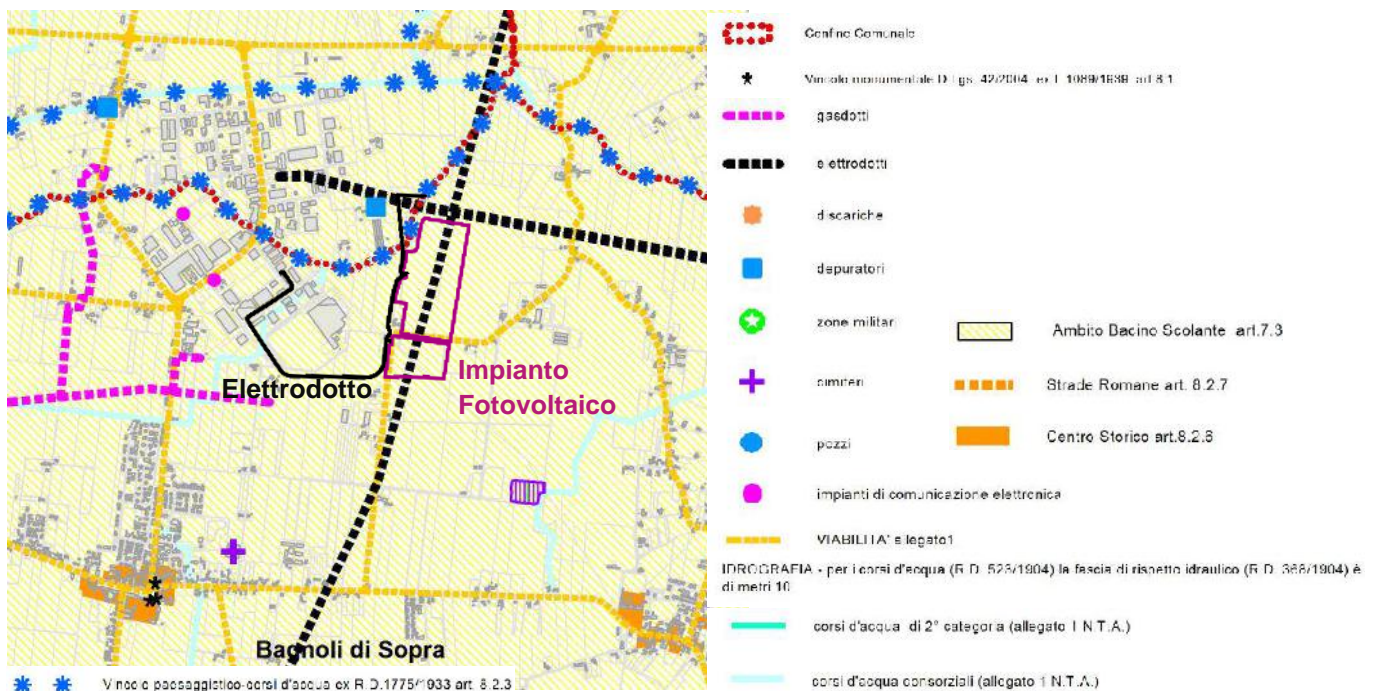 Elettrodotto
Impianto
Fotovoltaico
Bagnoli di Sopra
Vincolo paesaggistico-corsi d'acqua ex R.D.1775/1933 art. 8.2.3
Confine Comunale
Vincolo monumentale D.Lgs. 42/2004 ex L 1089/1939 art 8.1
gasdotti
elettrodotti
discariche
depuratori
zone militar
cimiteri
pozzi
impianti di comunicazione elettronica
VIABILITA' allegato1
Ambito Bacino Scolante art.7.3
Strade Romane art. 8.2.7
Centro Storico art.8.2.6
IDROGRAFIA - per i corsi d'acqua (R.D. 523/1904) la fascia di rispetto idraulico (R.D. 368/1904) è
di metri 10
corsi d'acqua di 2° categoria (allegato 1 N.T.A.)
corsi d'acqua consorziali (allegato 1 N.T.A.)